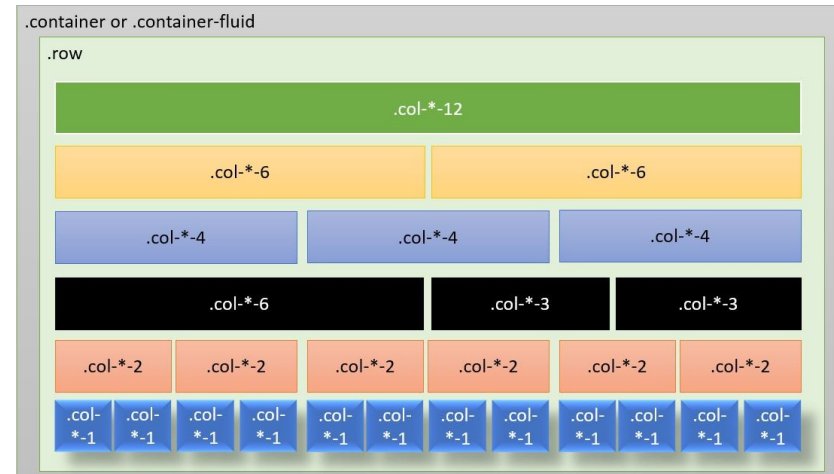 .container or .container-fluid
.row
.col-*-12
.col-*-6 .col-*-6
.col-*-4 .col-*-4 .col-*-4
.col-*-6 .col-*-3 .col-*-3
.col-*-2 .col-*-2 .col-*-2 .col-*-2 .col-*-2 .col-*-2
.col- .col- .col- .col- .col- .col- .col- .col- .col- .col- .col- .col-
*-1 *-1 *-1 *-1 *-1 *-1 *-1 *-1 *-1 *-1 *-1 *-1